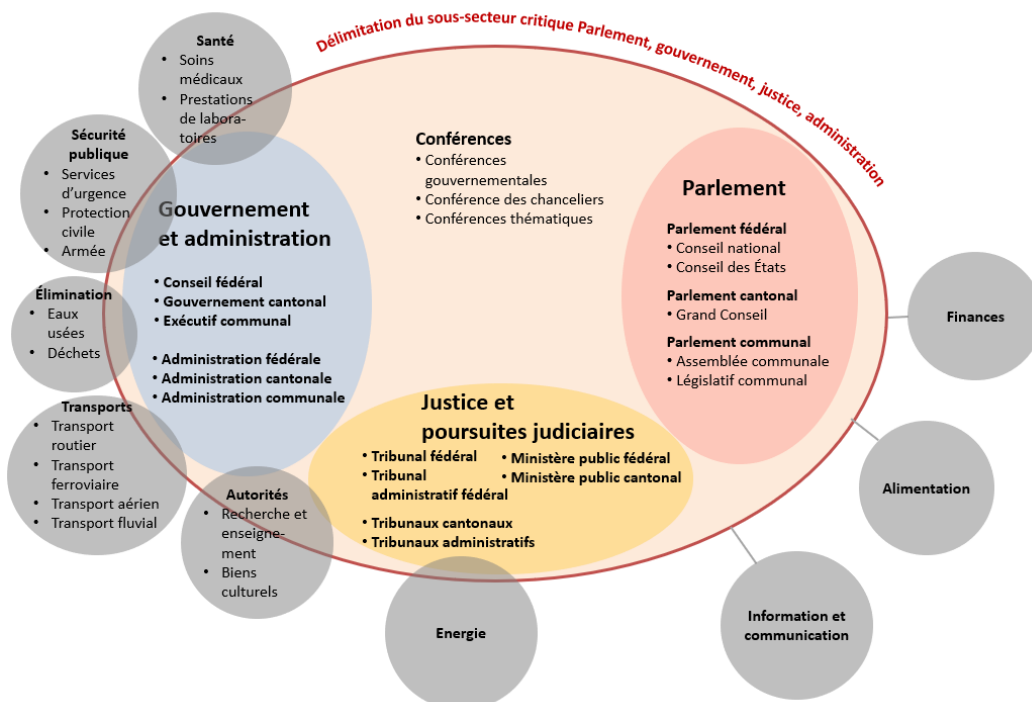 Délimitation du sous-secteur critique Parlement, gouvernement, justice, administration
Santé
• Soins
médicaux
• Prestations
de labora-
toires
Sécurité
publique
• Services
d'urgence
• Protection
civile
• Armée
Élimination
• Eaux
usées
• Déchets
Transports
• Transport
routier
• Transport
ferroviaire
• Transport aérien
• Transport fluvial
Autorités
• Recherche et
enseigne-
ment
• Biens
culturels
Gouvernement
et administration
• Conseil fédéral
• Gouvernement cantonal
• Exécutif communal
• Administration fédérale
• Administration cantonale
• Administration communale
Conférences
• Conférences
gouvernementales
• Conférence des chanceliers
• Conférences thématiques
Parlement
Parlement fédéral
• Conseil national
• Conseil des États
Parlement cantonal
• Grand Conseil
Parlement communal
• Assemblée communale
• Législatif communal
Justice et
poursuites judiciaires
• Tribunal fédéral
• Tribunal
administratif fédéral
• Tribunaux cantonaux
• Tribunaux administratifs
• Ministère public fédéral
• Ministère public cantonal
Finances
Alimentation
Information et
communication
Energie